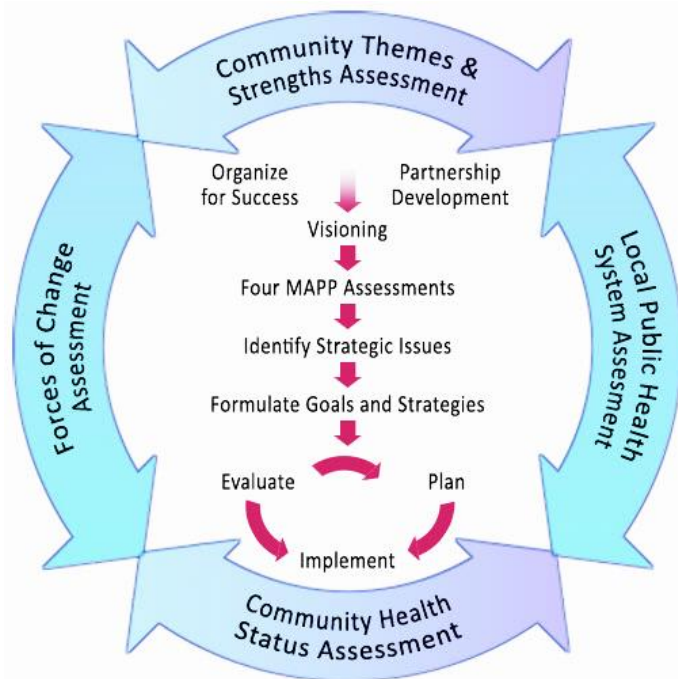 Community Themes &
Strengths Assessment
Organize
for Success
Partnership
Development
Visioning
Four MAPP Assessments
Identify Strategic Issues
Formulate Goals and Strategies
Evaluate
Plan
Implement
Forces of Change
Assessment
Local Public Health
System Assesment
Community Health
Status Assessment